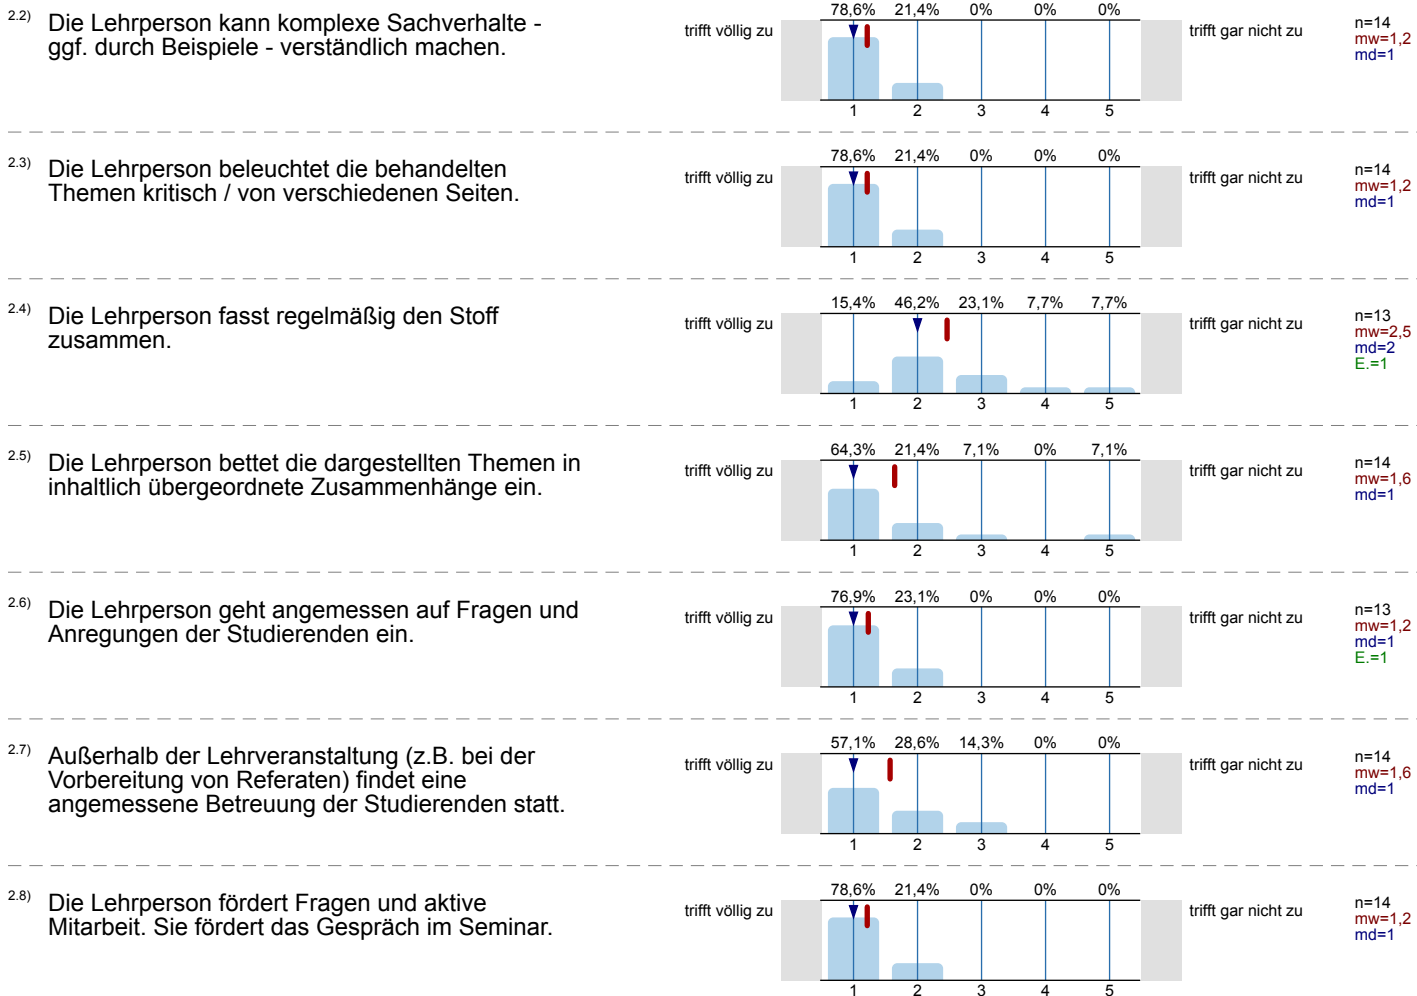 2.2) Die Lehrperson kann komplexe Sachverhalte -
ggf. durch Beispiele - verständlich machen.
trifft völlig zu
78,6% 21,4% 0% 0% 0%
1 2 3 4 5
trifft gar nicht zu
n=14
mw=1,2
md=1
2.3) Die Lehrperson beleuchtet die behandelten
Themen kritisch / von verschiedenen Seiten.
trifft völlig zu
78,6% 21,4% 0% 0% 0%
1 2 3 4 5
trifft gar nicht zu
n=14
mw=1,2
md=1
2.4) Die Lehrperson fasst regelmäßig den Stoff
zusammen.
trifft völlig zu
15,4% 46,2% 23,1% 7,7% 7,7%
1 2 3 4 5
trifft gar nicht zu
n=13
mw=2,5
md=2
E.=1
2.5) Die Lehrperson bettet die dargestellten Themen in
inhaltlich übergeordnete Zusammenhänge ein.
trifft völlig zu
64,3% 21,4% 7,1% 0% 7,1%
1 2 3 4 5
trifft gar nicht zu
n=14
mw=1,6
md=1
2.6) Die Lehrperson geht angemessen auf Fragen und
Anregungen der Studierenden ein.
trifft völlig zu
76,9% 23,1% 0% 0% 0%
1 2 3 4 5
trifft gar nicht zu
n=13
mw=1,2
md=1
E.=1
2.7) Außerhalb der Lehrveranstaltung (z.B. bei der
Vorbereitung von Referaten) findet eine
angemessene Betreuung der Studierenden statt.
trifft völlig zu
57,1% 28,6% 14,3% 0% 0%
1 2 3 4 5
trifft gar nicht zu
n=14
mw=1,6
md=1
2.8) Die Lehrperson fördert Fragen und aktive
Mitarbeit. Sie fördert das Gespräch im Seminar.
trifft völlig zu
78,6% 21,4% 0% 0% 0%
1 2 3 4 5
trifft gar nicht zu
n=14
mw=1,2
md=1